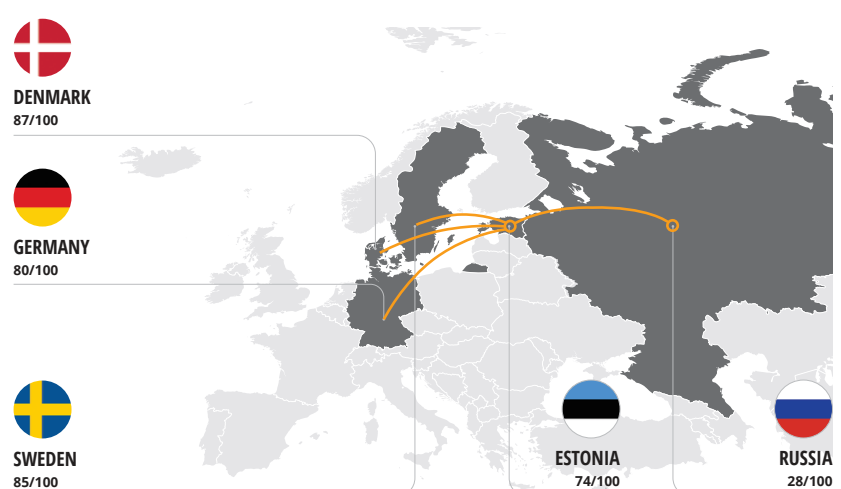 DENMARK
87/100
GERMANY
80/100
SWEDEN
85/100
ESTONIA
74/100
RUSSIA
28/100